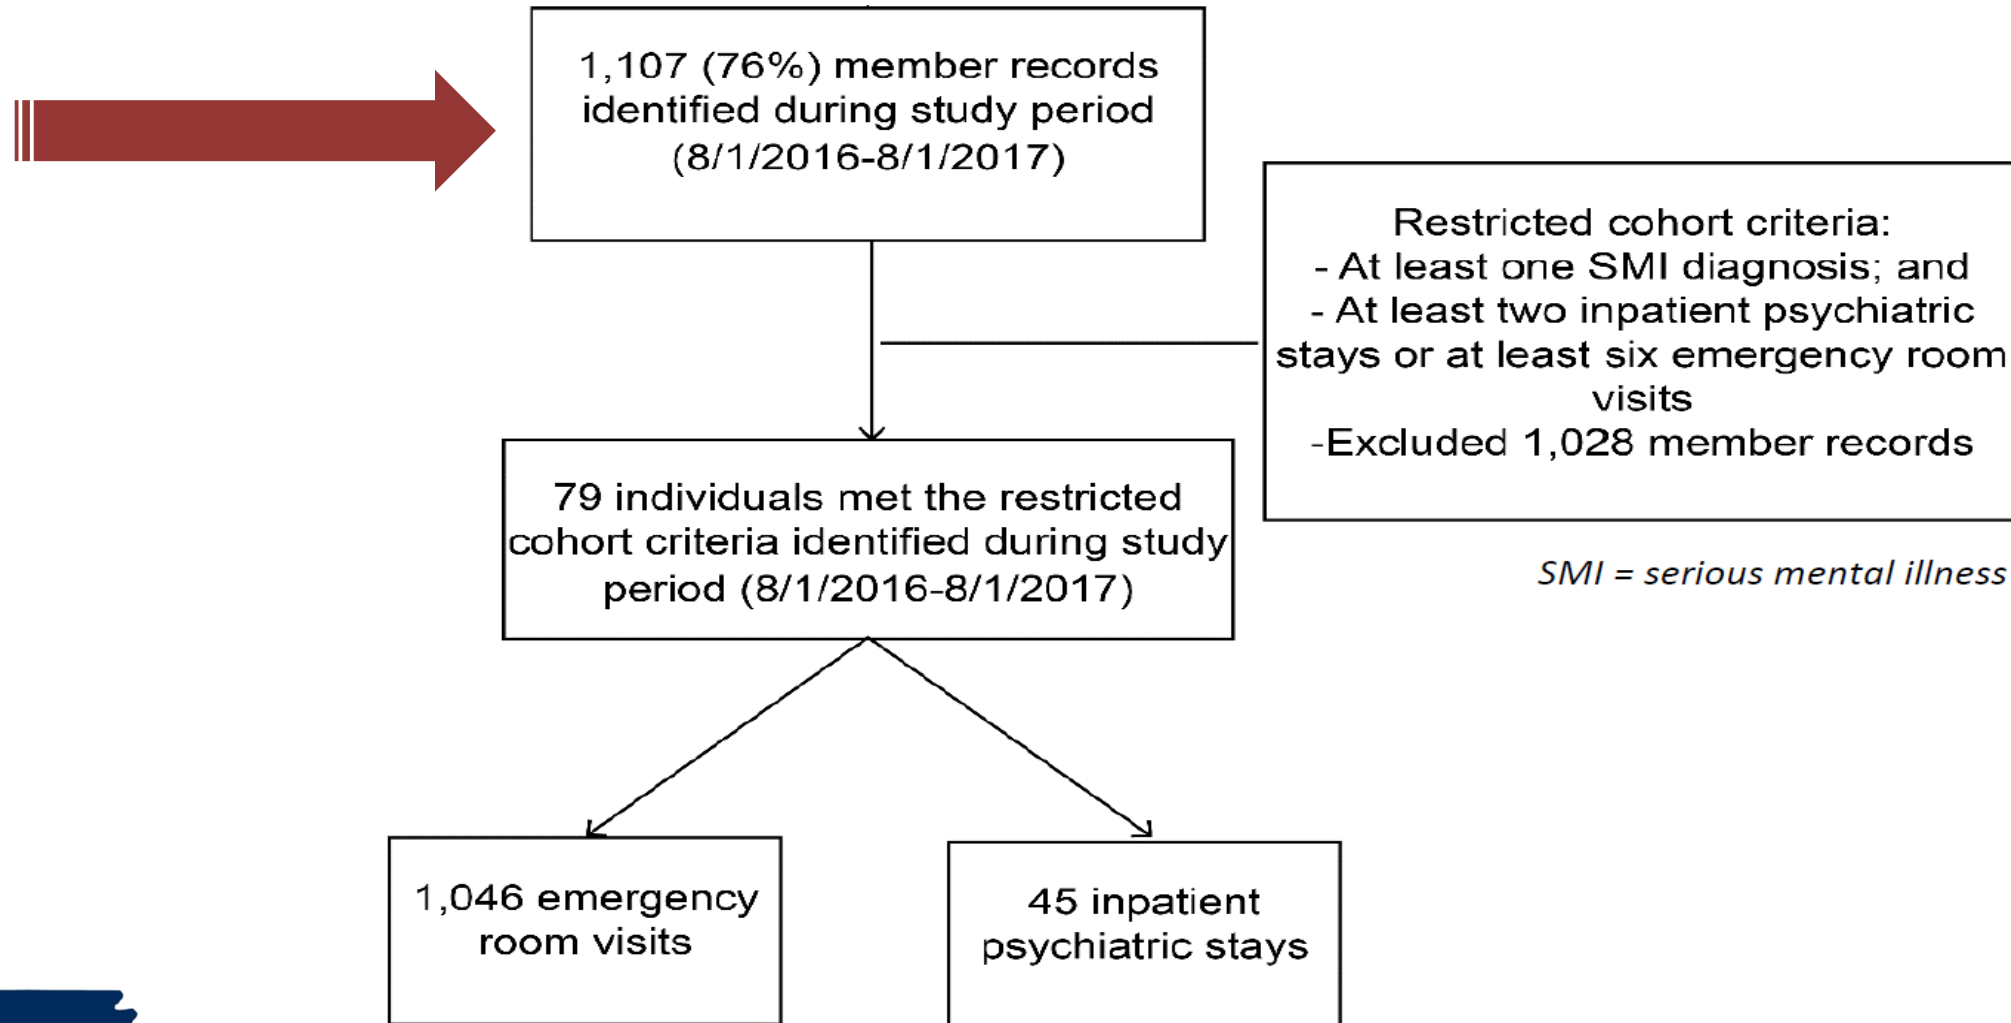 1,107 (76%) member records
identified during study period
(8/1/2016-8/1/2017)
Restricted cohort criteria:
- At least one SMI diagnosis; and
- At least two inpatient psychiatric
stays or at least six emergency room
visits
-Excluded 1,028 member records
79 individuals met the restricted
cohort criteria identified during study
period (8/1/2016-8/1/2017)
SMI = serious mental illness
1,046 emergency
room visits
45 inpatient
psychiatric stays